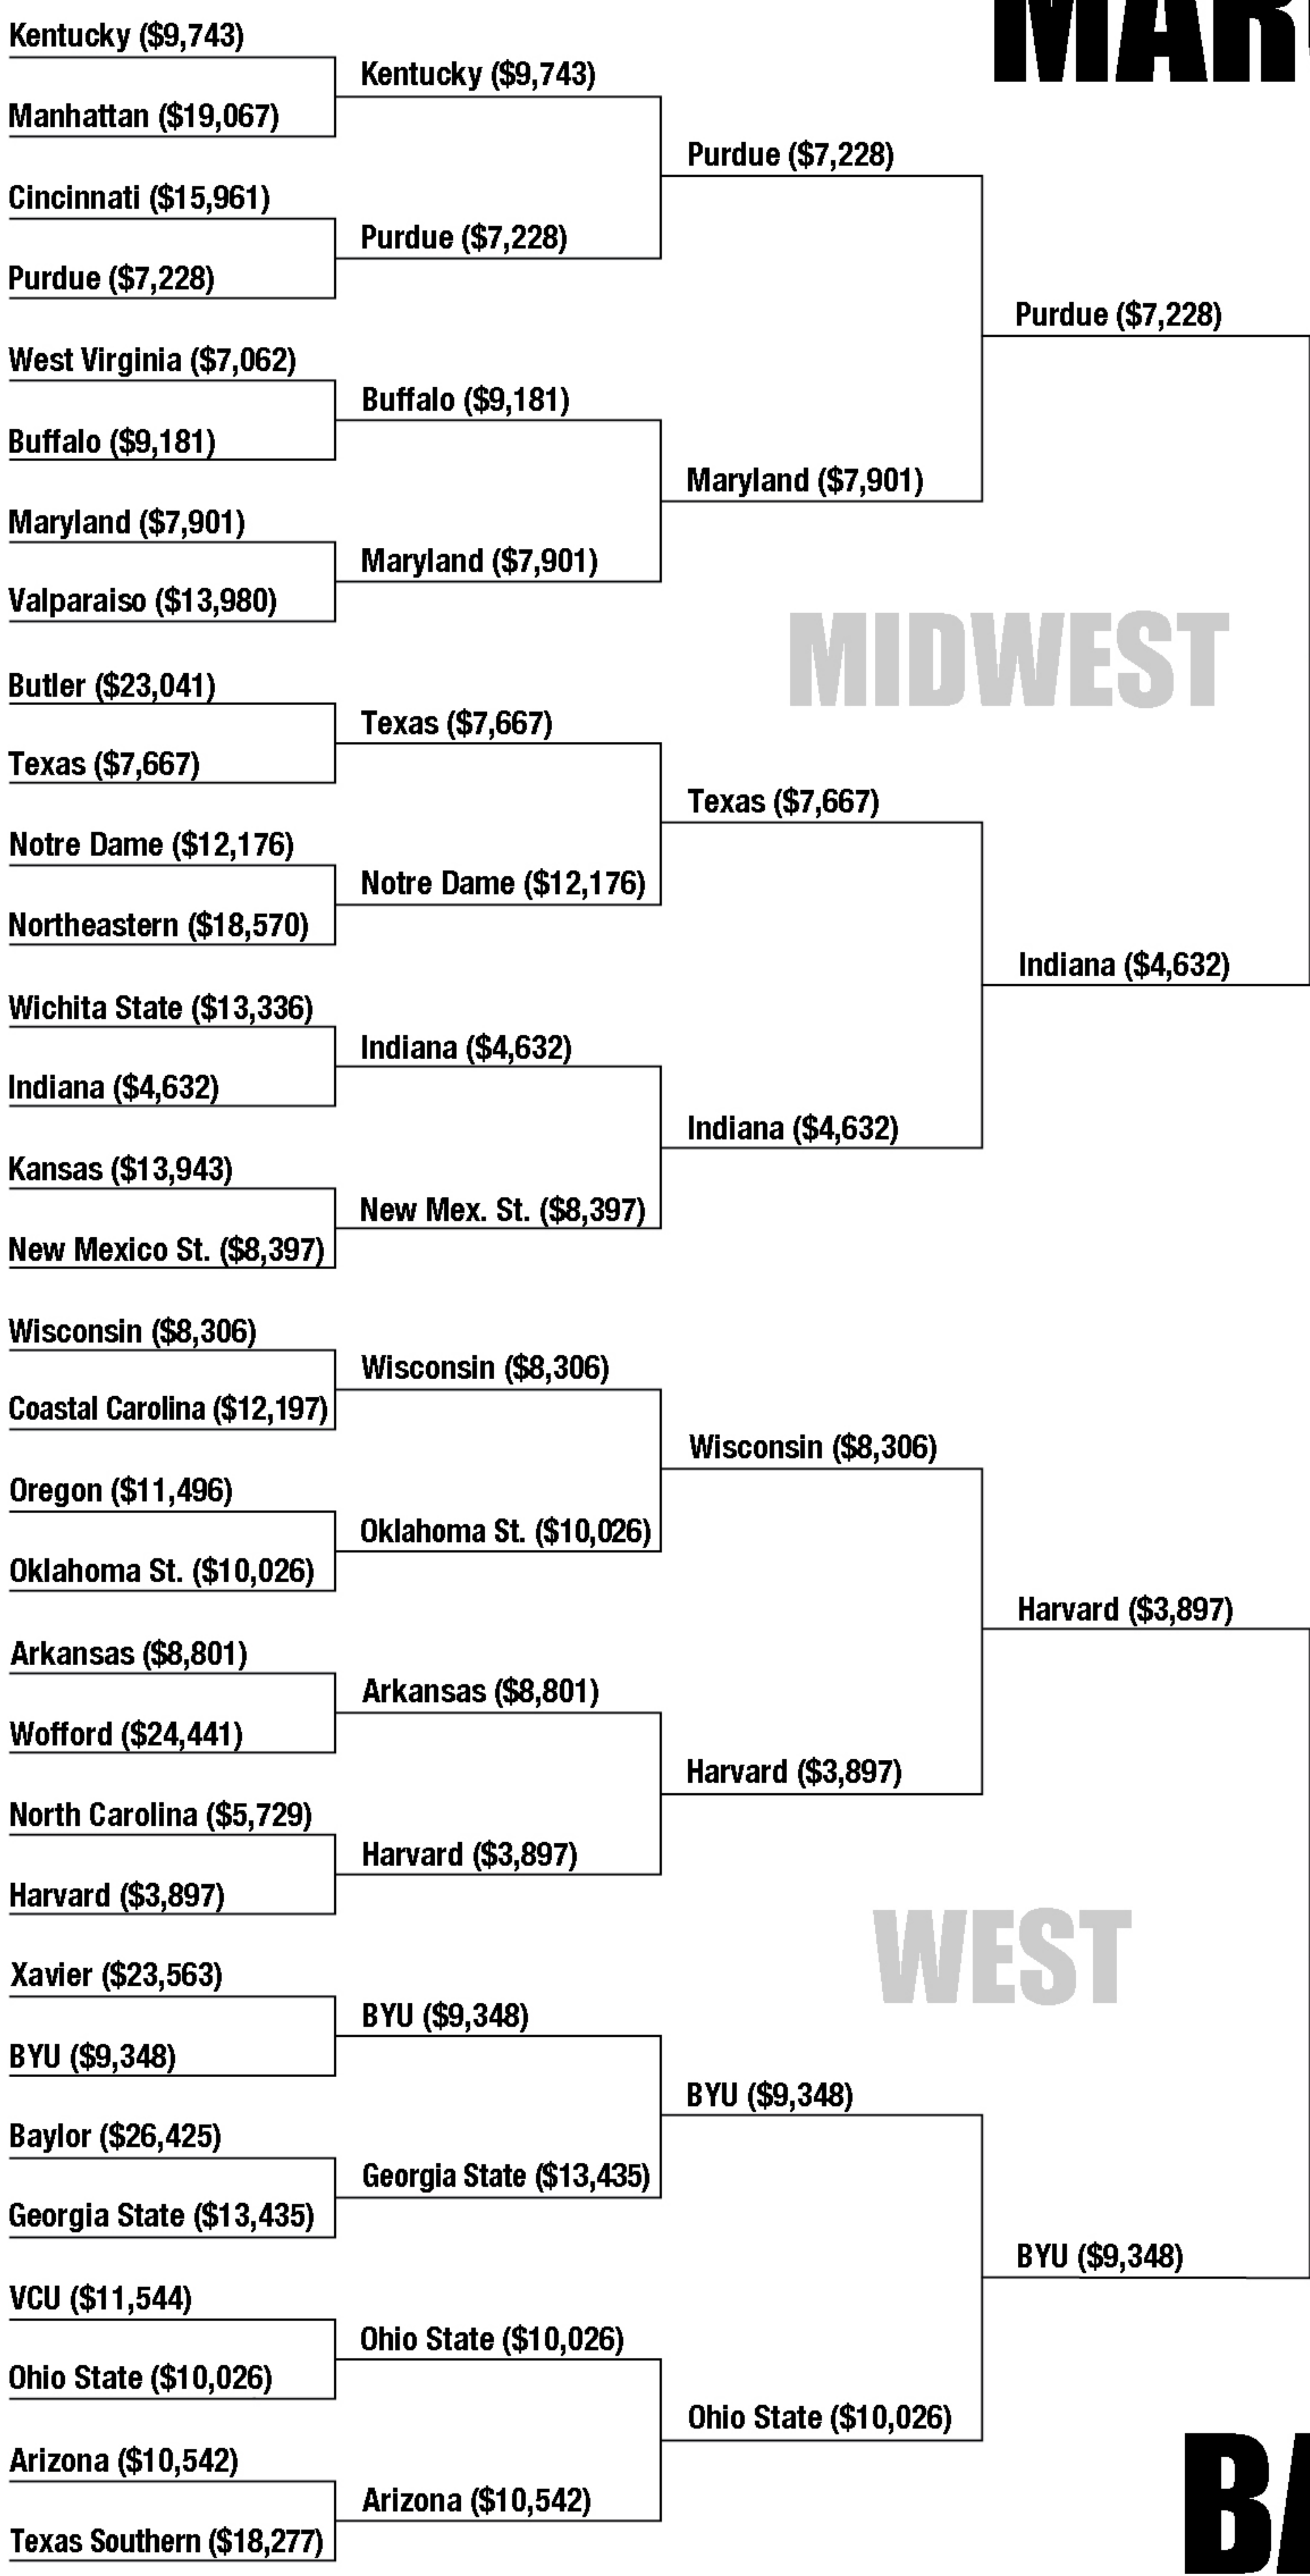 MAR
Kentucky ($9,743)
Manhattan ($19,067)
Cincinnati ($15,961)
Purdue ($7,228)
West Virginia ($7,062)
Buffalo ($9,181)
Maryland ($7,901)
Valparaiso ($13,980)
Butler ($23,041)
Texas ($7,667)
Notre Dame ($12,176)
Northeastern ($18,570)
Wichita State ($13,336)
Indiana ($4,632)
Kansas ($13,943)
New Mexico St. ($8,397)
Wisconsin ($8,306)
Coastal Carolina ($12,197)
Oregon ($11,496)
Oklahoma St. ($10,026)
Arkansas ($8,801)
Wofford ($24,441)
North Carolina ($5,729)
Harvard ($3,897)
Xavier ($23,563)
BYU ($9,348)
Baylor ($26,425)
Georgia State ($13,435)
VCU ($11,544)
Ohio State ($10,026)
Arizona ($10,542)
Texas Southern ($18,277)
Kentucky ($9,743)
Purdue ($7,228)
Buffalo ($9,181)
Maryland ($7,901)
Texas ($7,667)
Notre Dame ($12,176)
Indiana ($4,632)
New Mex. St. ($8,397)
Wisconsin ($8,306)
Oklahoma St. ($10,026)
Arkansas ($8,801)
Harvard ($3,897)
BYU ($9,348)
Georgia State ($13,435)
Ohio State ($10,026)
Arizona ($10,542)
Purdue ($7,228)
Maryland ($7,901)
Texas ($7,667)
Indiana ($4,632)
Wisconsin ($8,306)
Harvard ($3,897)
BYU ($9,348)
Ohio State ($10,026)
Purdue ($7,228)
MIDWEST
Indiana ($4,632)
Harvard ($3,897)
WEST
BYU ($9,348)
BA